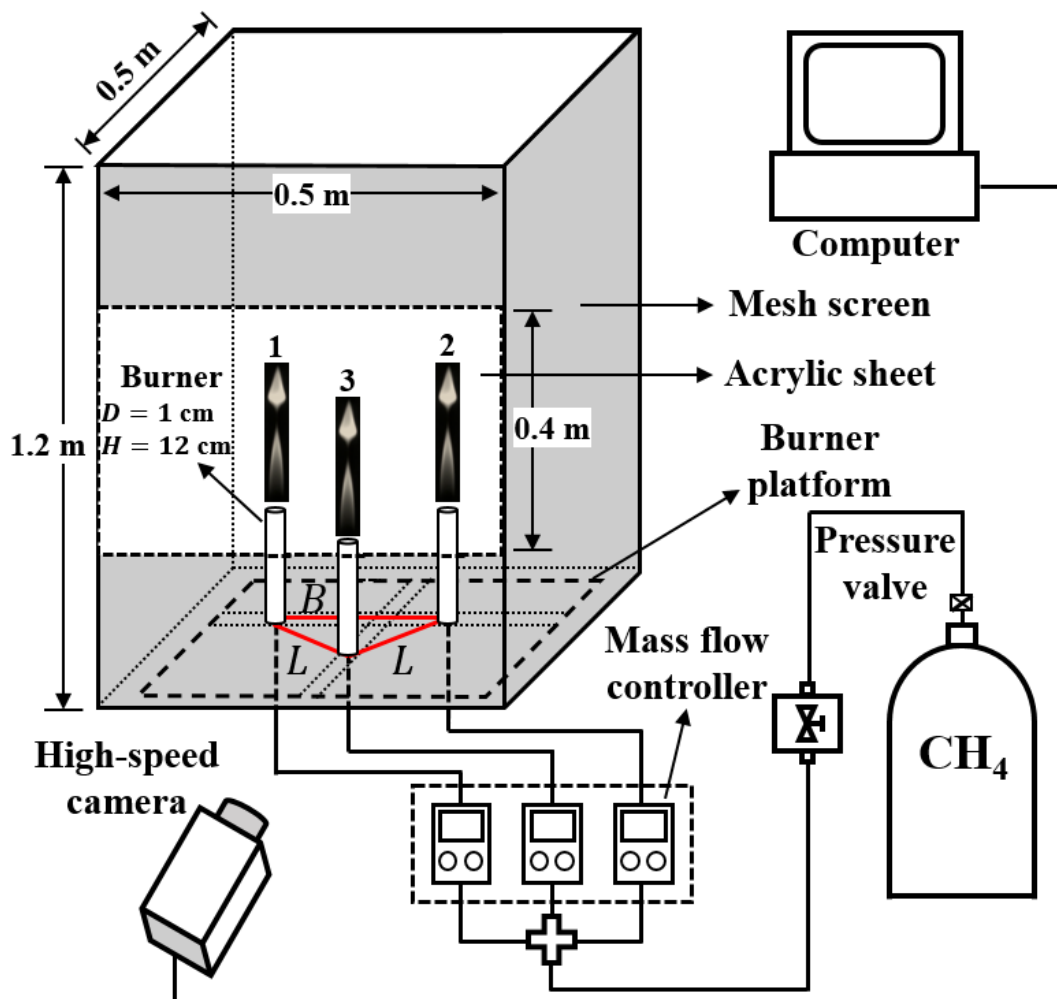 0.5 m
0.5 m
Computer
Mesh screen
1
2
3
Burner
D = 1 cm
H = 12 cm
Acrylic sheet
0.4 m
1.2 m
Burner
platform
Pressure
valve
B
L
L
Mass flow
controller
High-speed
camera
CH₄